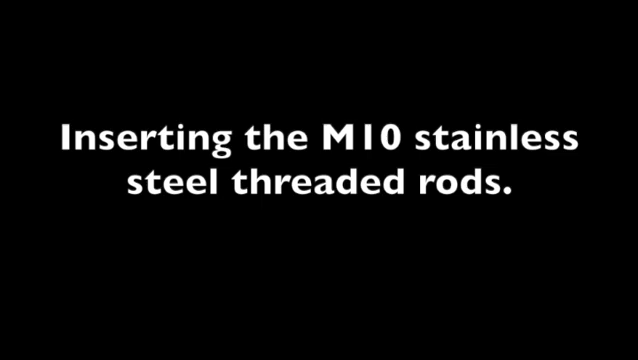 Inserting the M10 stainless
steel threaded rods.